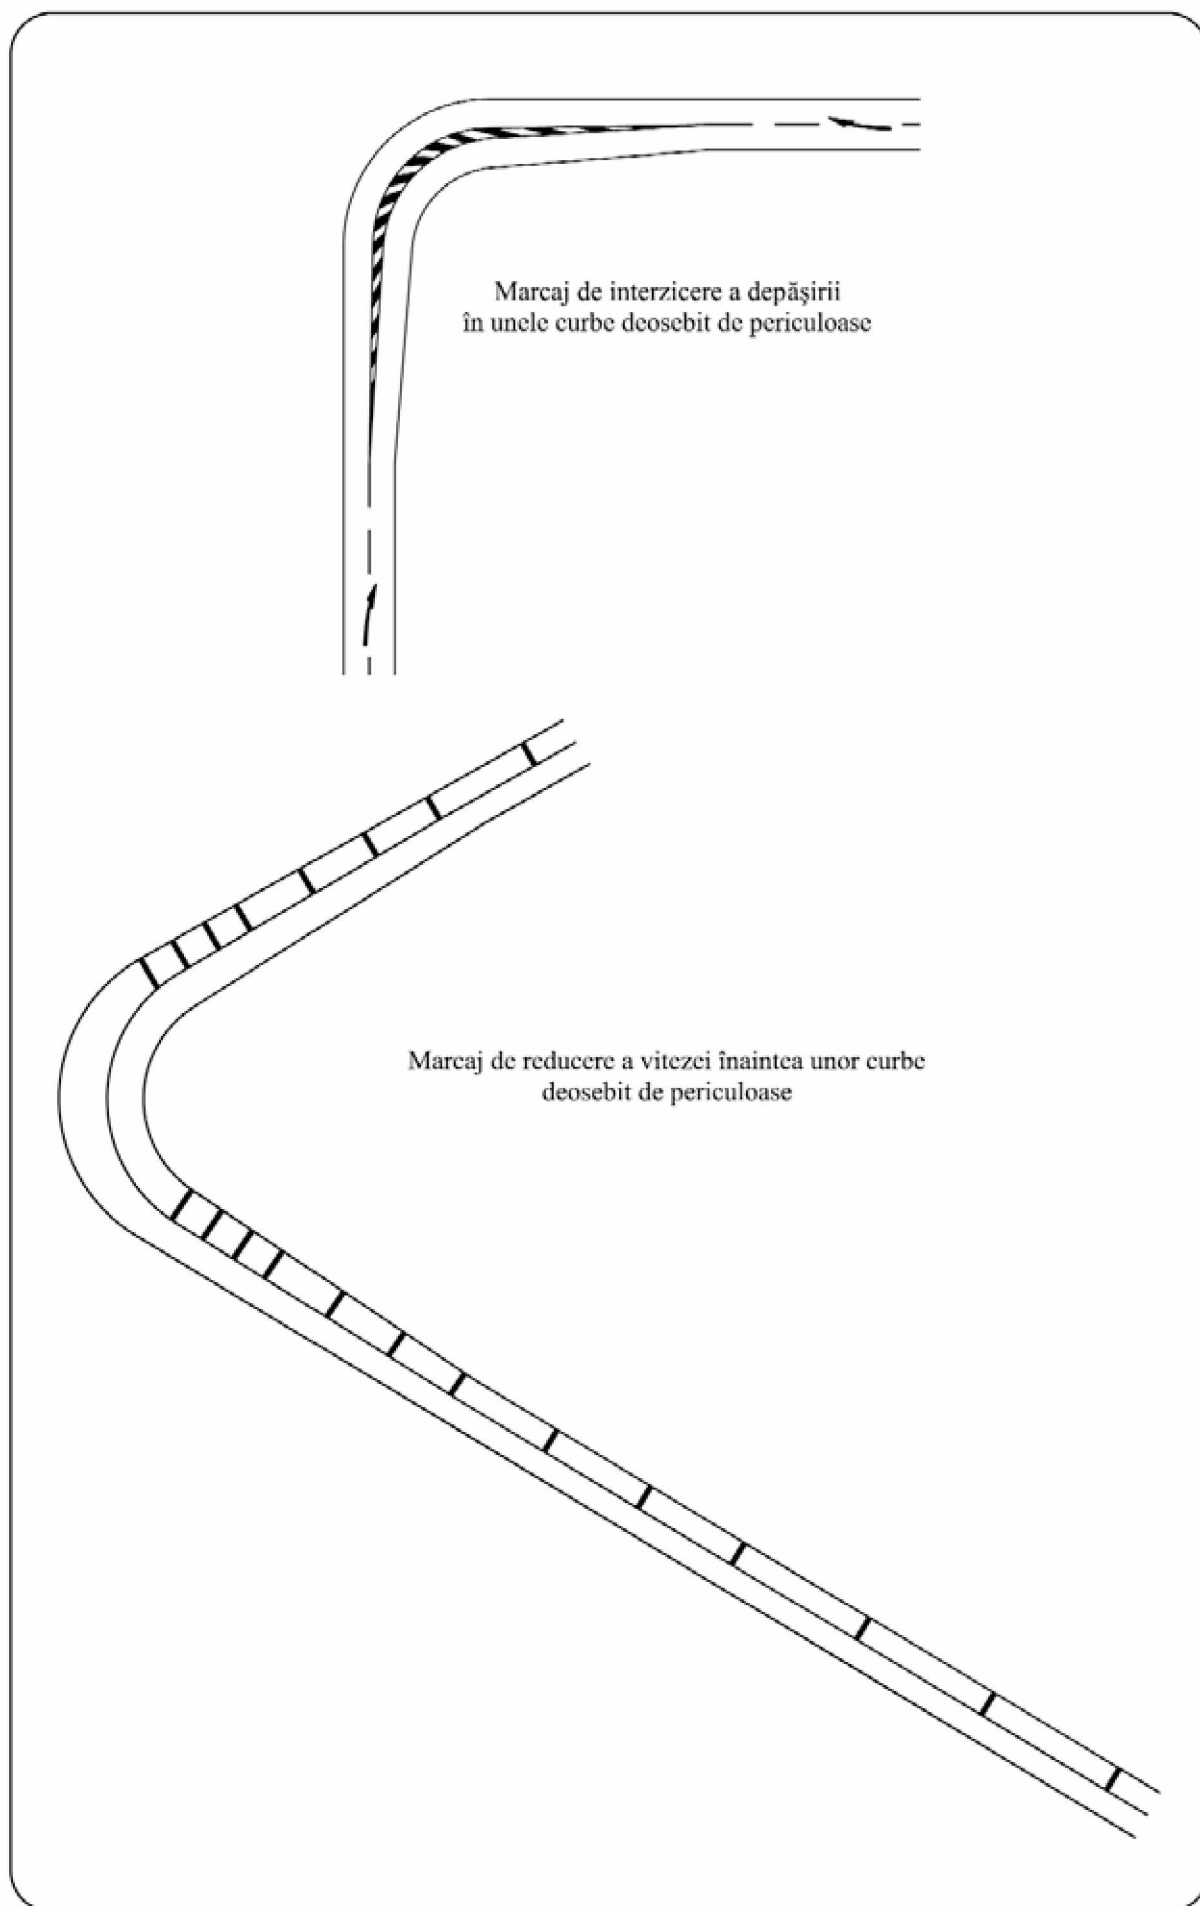 Marcaj de interzicere a depăşirii
în unele curbe deosebit de periculoase
Marcaj de reducere a vitezei înaintea unor curbe
deosebit de periculoase